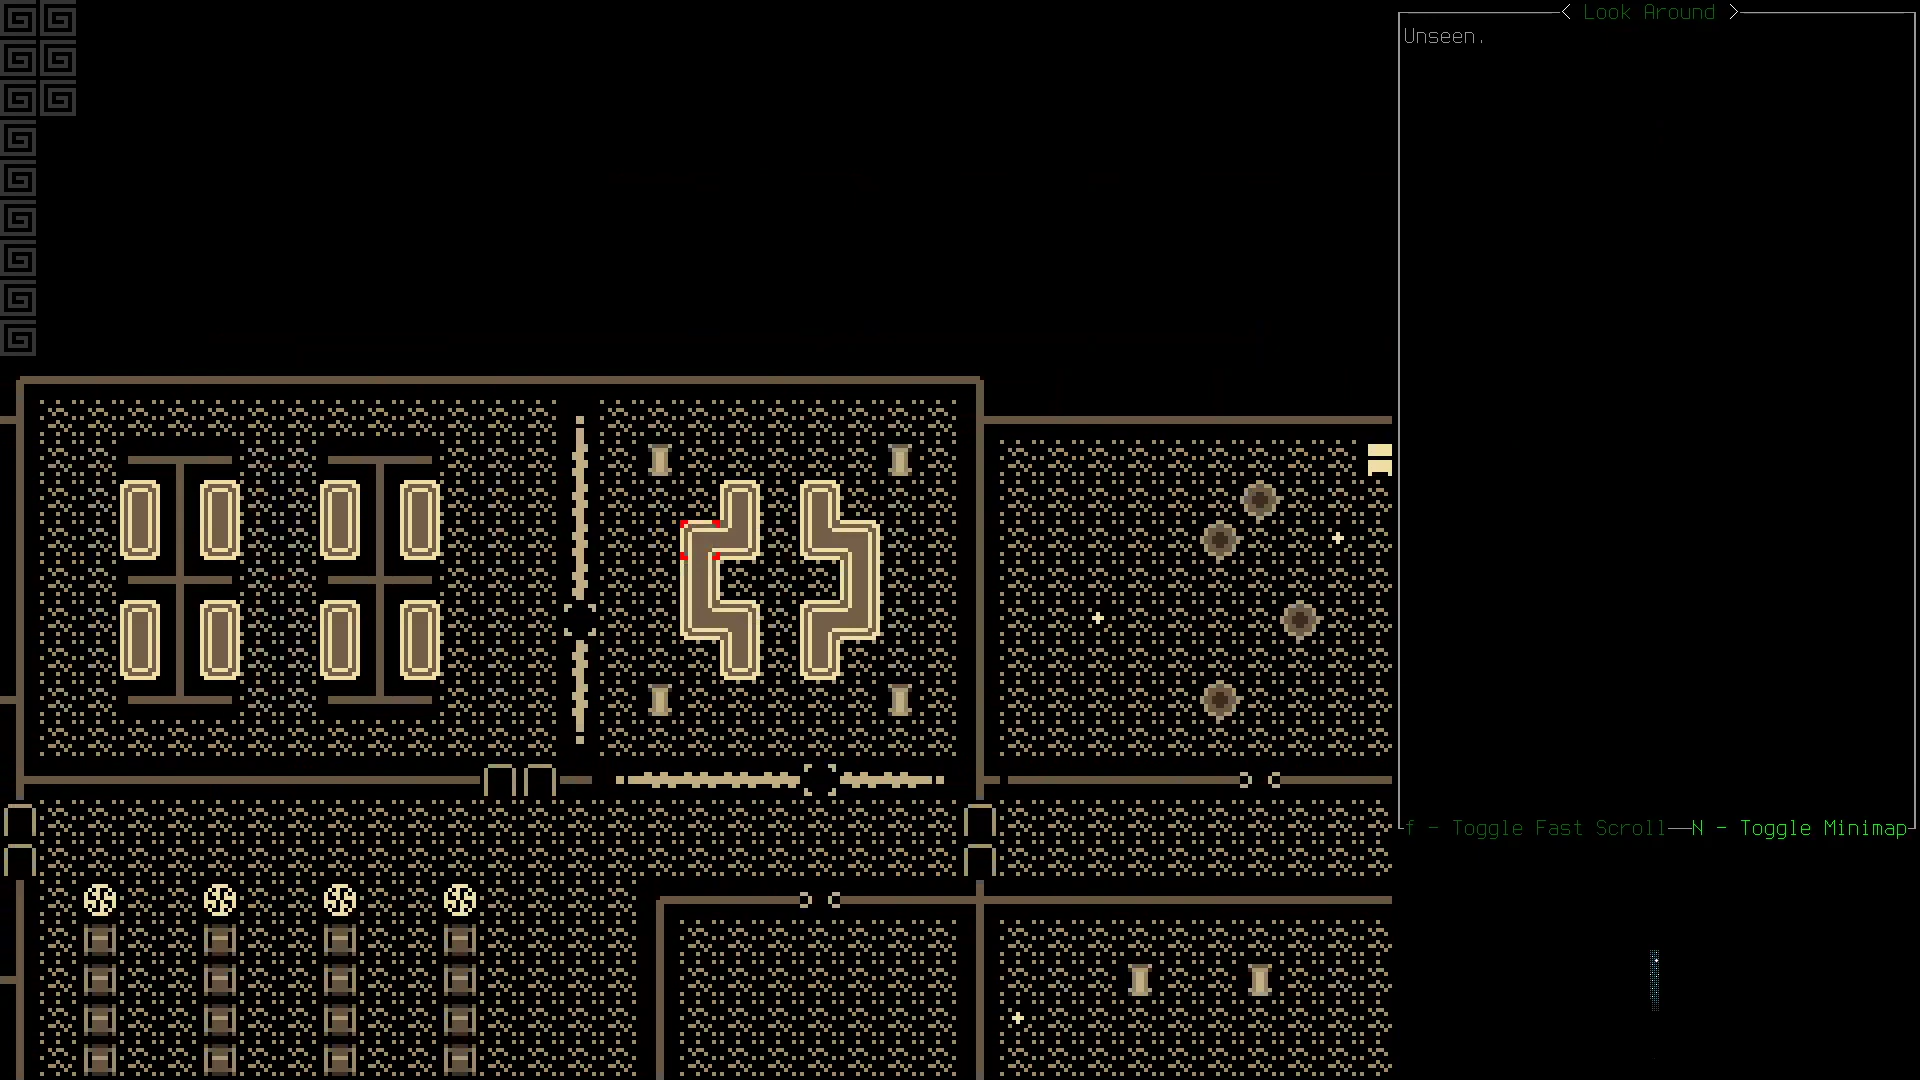 < Look Around >
Unseen.
f - Toggle Fast Scroll—N - Toggle Minimap